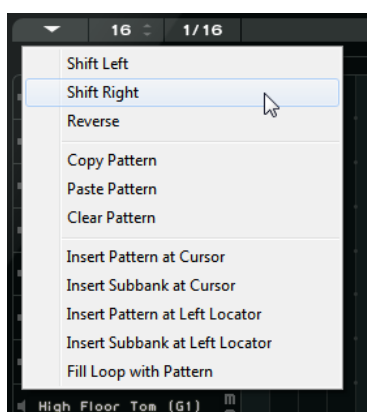 16 1/16
Shift Left
Shift Right
Reverse
Copy Pattern
Paste Pattern
Clear Pattern
Insert Pattern at Cursor
Insert Subbank at Cursor
Insert Pattern at Left Locator
Insert Subbank at Left Locator
Fill Loop with Pattern
High Floor Tom (G1) m